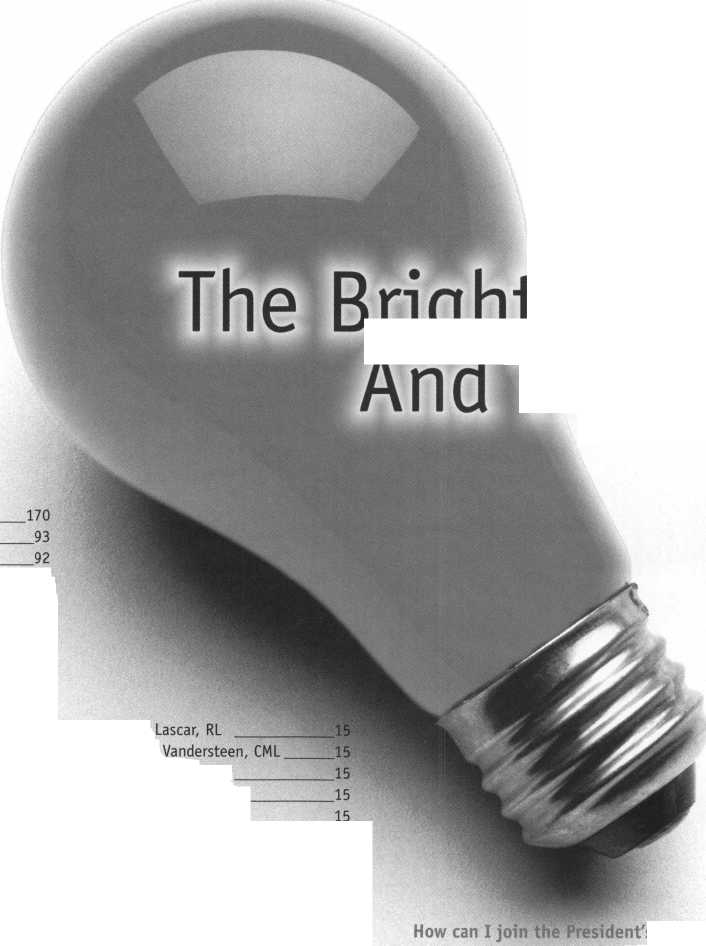 The Bright
And
170
93
92
Lascar, RL 15
Vandersteen, CML 15
15
15
15
How can I join the President's